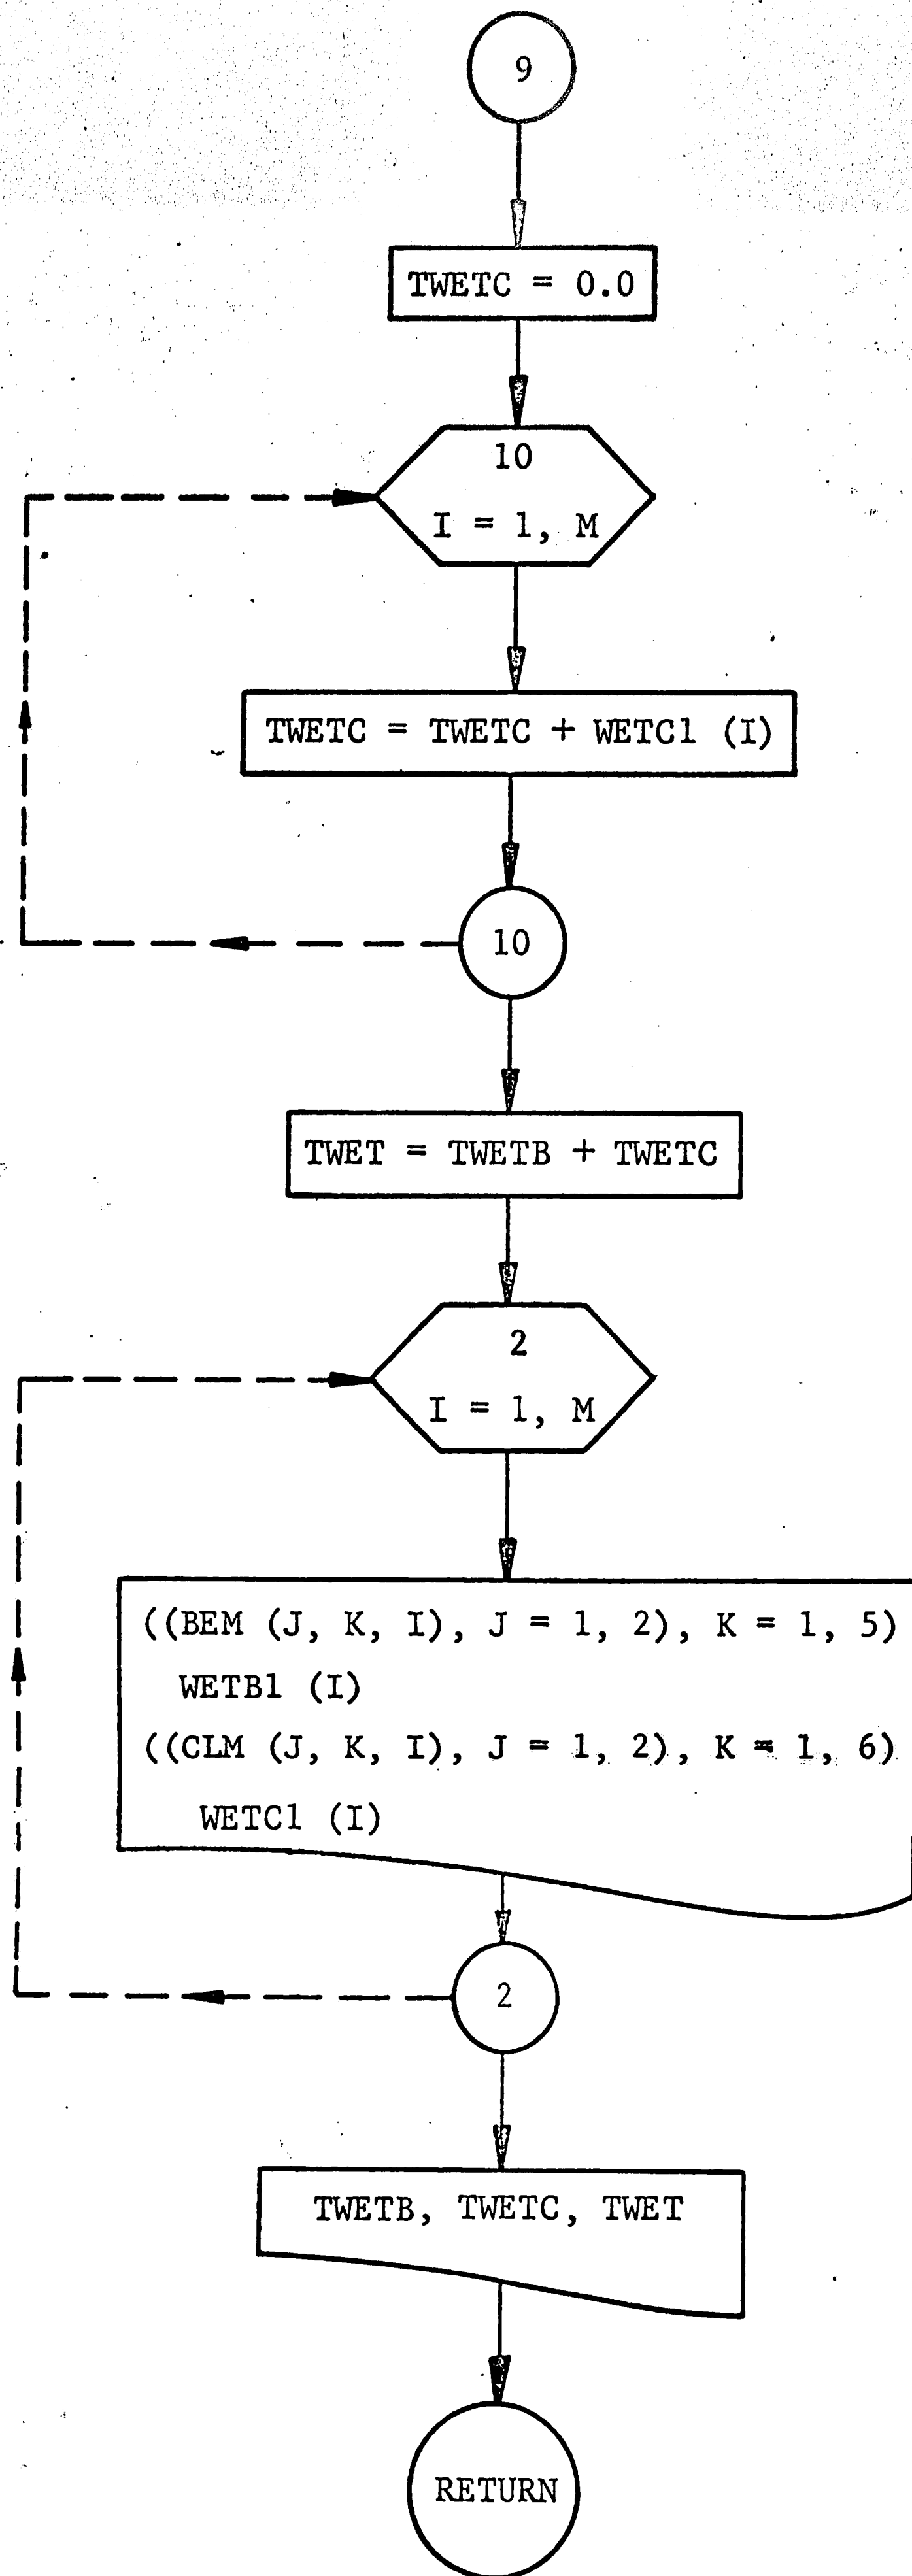 9
TWETC = 0.0
10
I = 1, M
TWETC = TWETC + WETC1 (I)
10
TWET = TWETB + TWETC
2
I = 1, M
((BEM (J, K, I), J = 1, 2), K = 1, 5)
WETB1 (I)
((CLM (J, K, I), J = 1, 2), K = 1, 6)
WETC1 (I)
2
TWETB, TWETC, TWET
RETURN